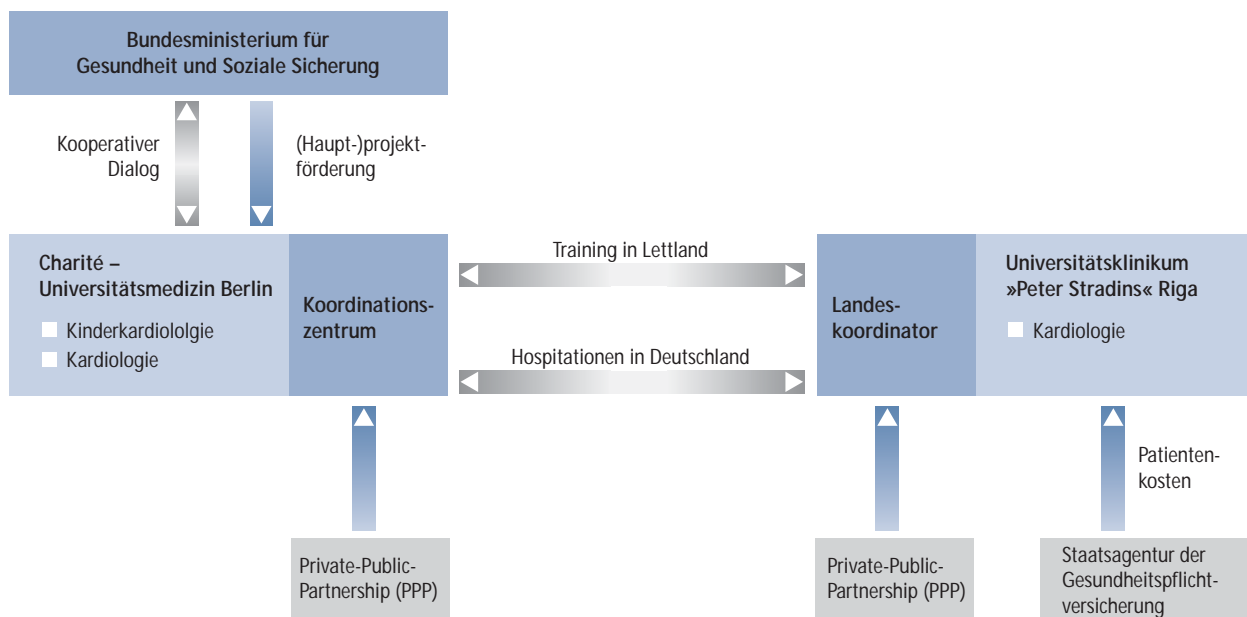 Bundesministerium für
Gesundheit und Soziale Sicherung
Kooperativer
Dialog
(Haupt-)projekt-
förderung
Charité –
Universitätsmedizin Berlin
Kinderkardiololgie
Kardiologie
Koordinations-
zentrum
Training in Lettland
Hospitationen in Deutschland
Landes-
koordinator
Universitätsklinikum
»Peter Stradins« Riga
Kardiologie
Patienten-
kosten
Private-Public-
Partnership (PPP)
Private-Public-
Partnership (PPP)
Staatsagentur der
Gesundheitspflicht-
versicherung